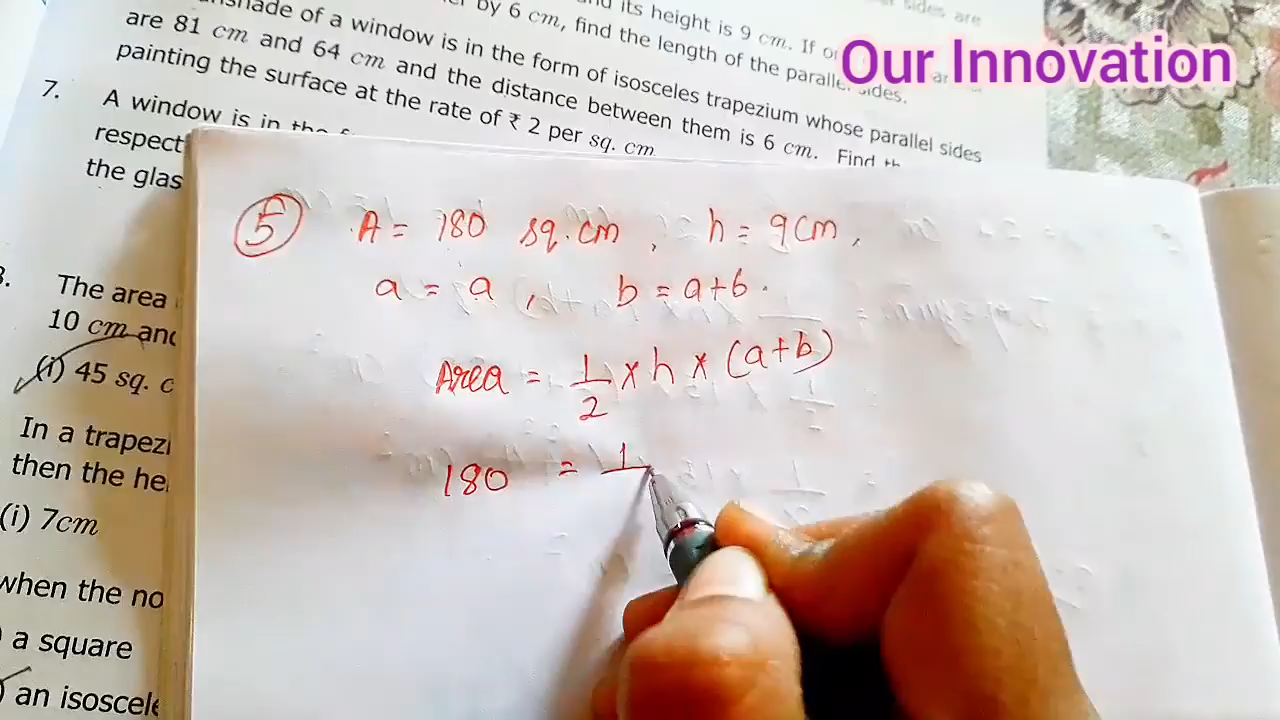 its height is 9 cm. If
by 6 cm, find the length of the parallel sides.
sides are
of a window is in the form of isosceles trapezium whose parallel sides
are 81 cm and 64 cm and the distance between them is 6 cm. Find
painting the surface at the rate of ₹ 2 per sq. cm
Our Innovation
7. A window is in the
respect
the glas
5 A = 180 sq.cm, h = 9cm,
a = a, b = a+6.
Area = 1/2 × h × (a+b)
180 = 1
The area
10 cm and
(i) 45 sq. c
In a trapezi
then the he
(i) 7cm
when the no
a square
an isoscele